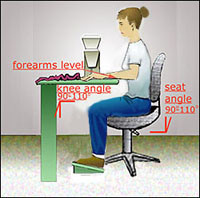 forearms level
knee angle
90-110°
seat
angle
90-110°